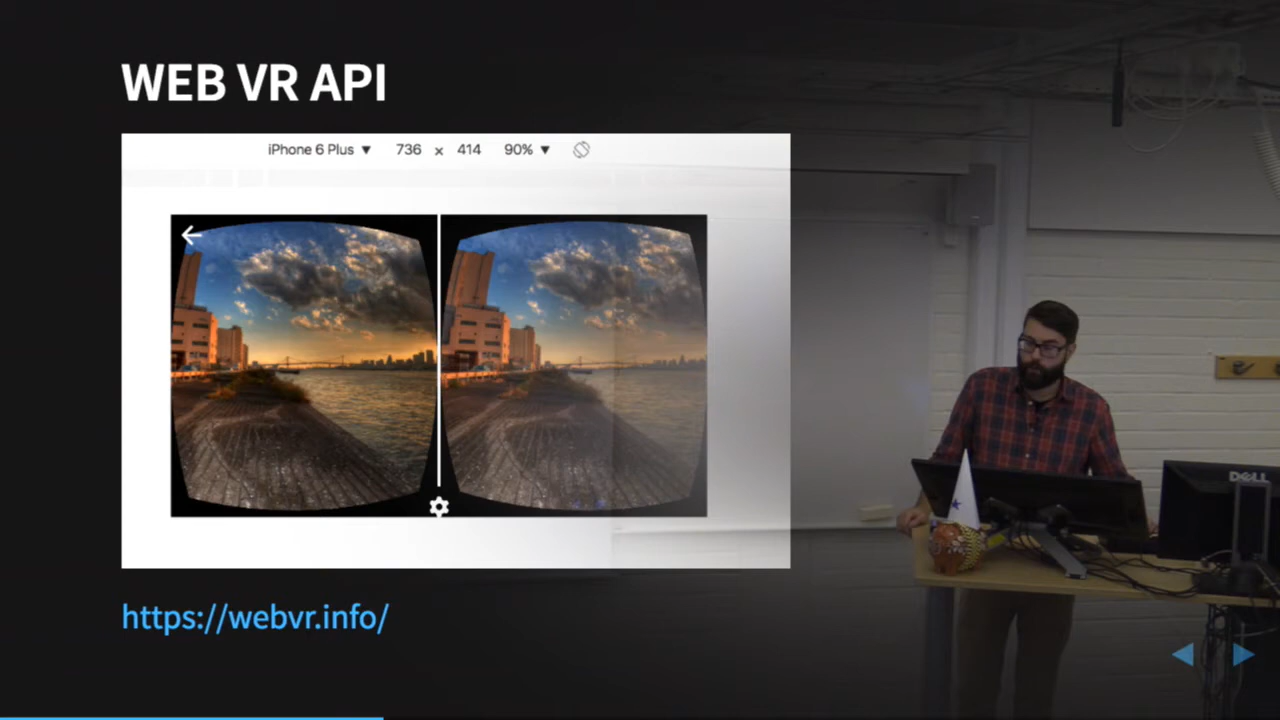 WEB VR API
iPhone 6 Plus ▼ 736 × 414 90% ▼
https://webvr.info/
DELL